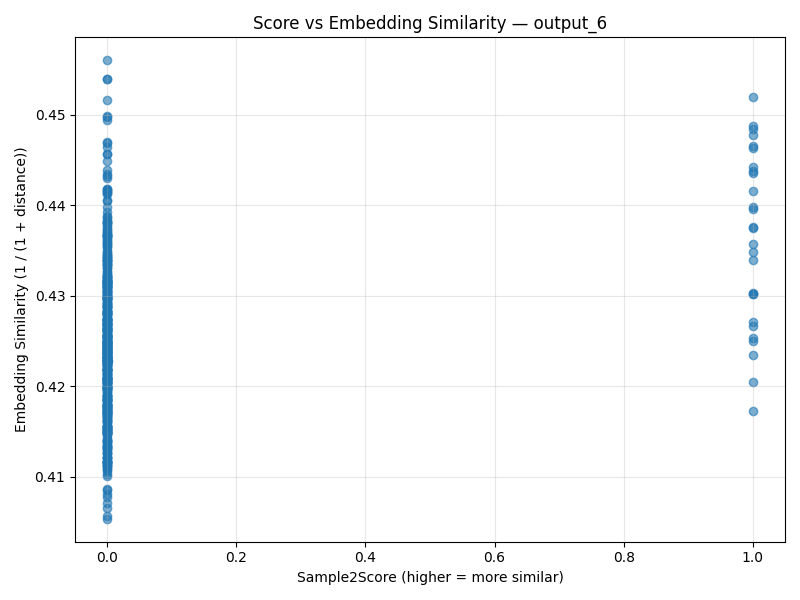 Score vs Embedding Similarity — output_6
Embedding Similarity (1 / (1 + distance))
0.45
0.44
0.43
0.42
0.41
0.0 0.2 0.4 0.6 0.8 1.0
Sample2Score (higher = more similar)